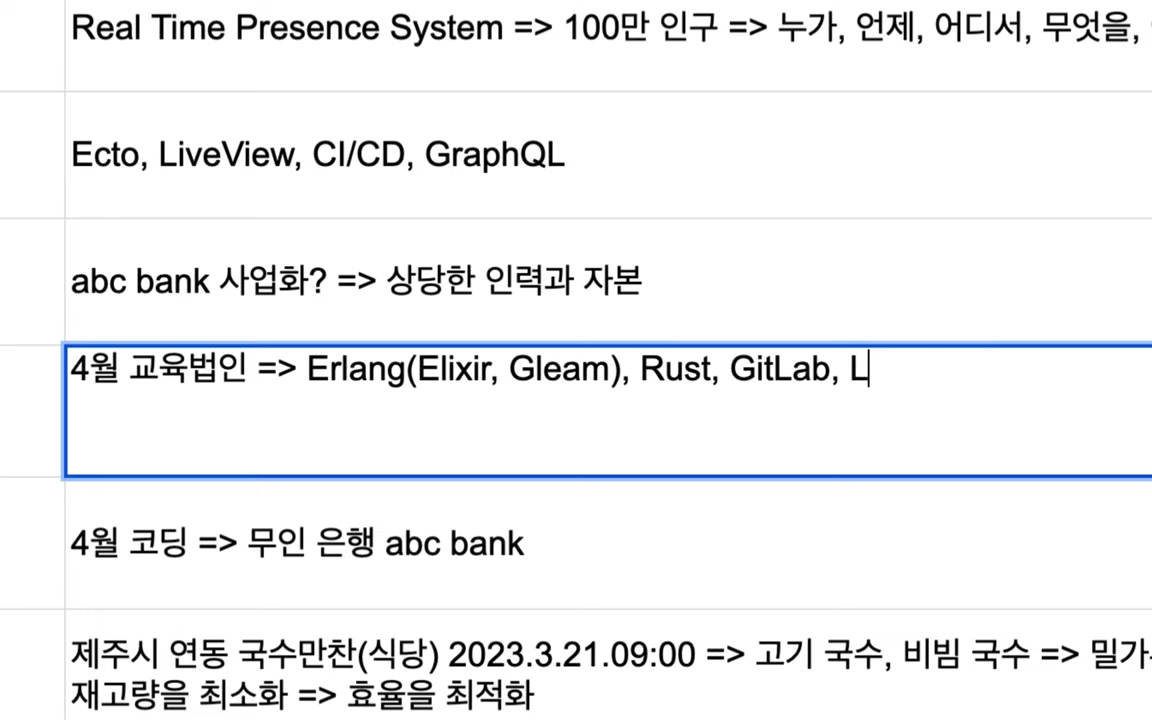 Real Time Presence System => 100만 인구 => 누가, 언제, 어디서, 무엇을,
Ecto, LiveView, CI/CD, GraphQL
abc bank 사업화? => 상당한 인력과 자본
4월 교육법인 => Erlang(Elixir, Gleam), Rust, GitLab, L
4월 코딩 => 무인 은행 abc bank
제주시 연동 국수만찬(식당) 2023.3.21.09:00 => 고기 국수, 비빔 국수 => 밀가
재고량을 최소화 => 효율을 최적화